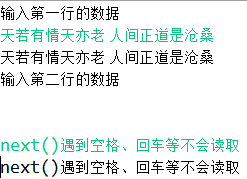 输入第一行的数据
天若有情天亦老 人间正道是沧桑
天若有情天亦老 人间正道是沧桑
输入第二行的数据
next()遇到空格、回车等不会读取
next()遇到空格、回车等不会读取